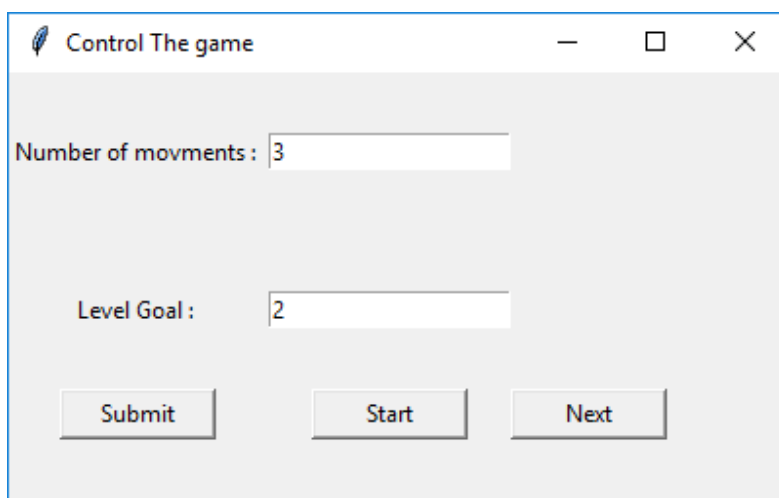 Control The game
Number of movments : 3
Level Goal : 2
Submit Start Next